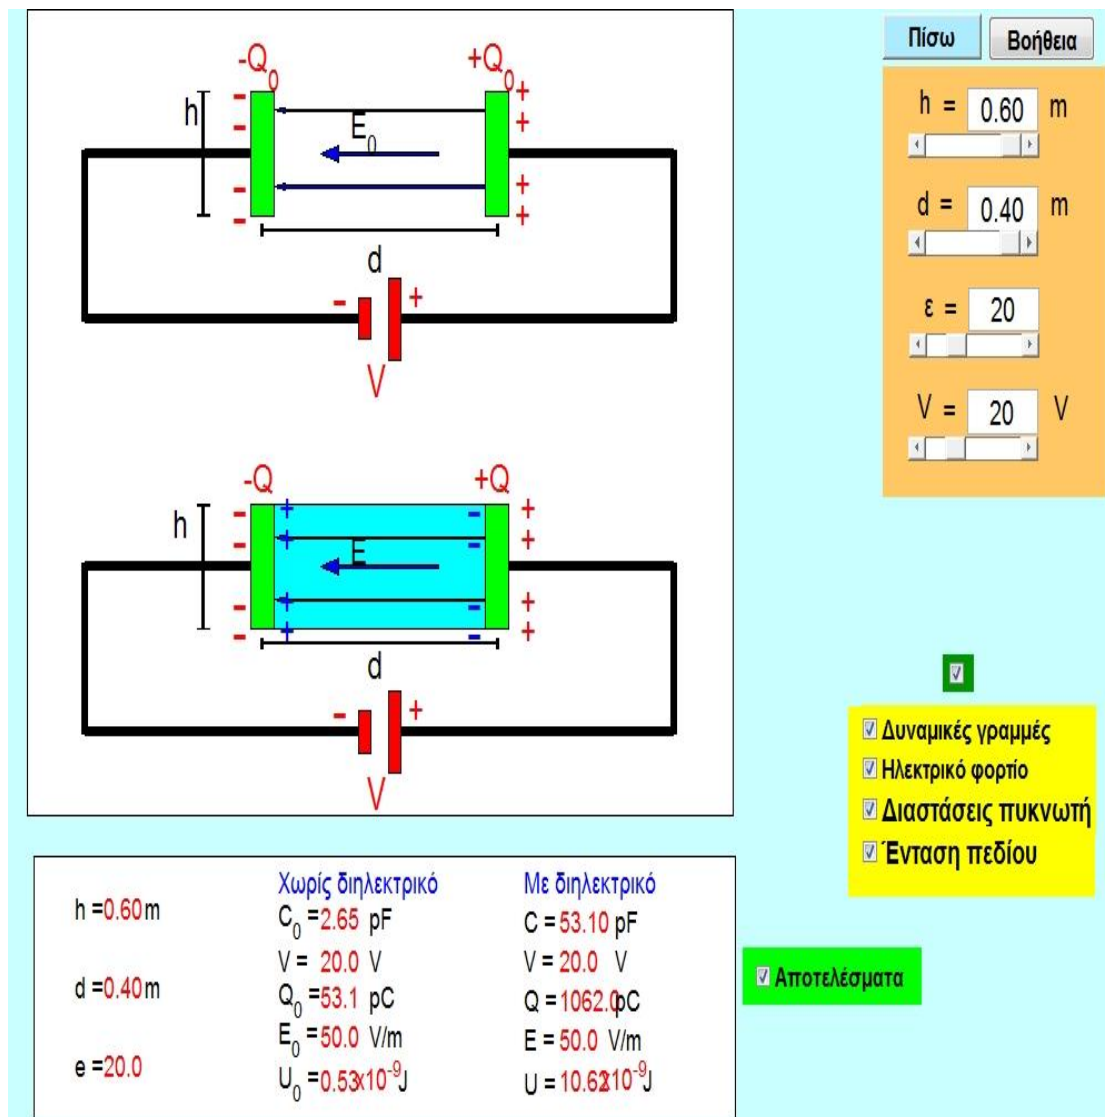 -Q₀ +Q₀
h
E₀
d
- +
V
-Q +Q
h
E
d
- +
V
Πίσω Βοήθεια
h = 0.60 m
d = 0.40 m
ε = 20
V = 20 V
Δυναμικές γραμμές
Ηλεκτρικό φορτίο
Διαστάσεις πυκνωτή
Ένταση πεδίου
Αποτελέσματα
h =0.60m
d =0.40m
e =20.0
Χωρίς διηλεκτρικό
C₀ =2.65 pF
V = 20.0 V
Q₀ =53.1 pC
E₀ =50.0 V/m
U₀ =0.53x10⁻⁹J
Με διηλεκτρικό
C =53.10 pF
V =20.0 V
Q =1062.0pC
E =50.0 V/m
U =10.62x10⁻⁹J